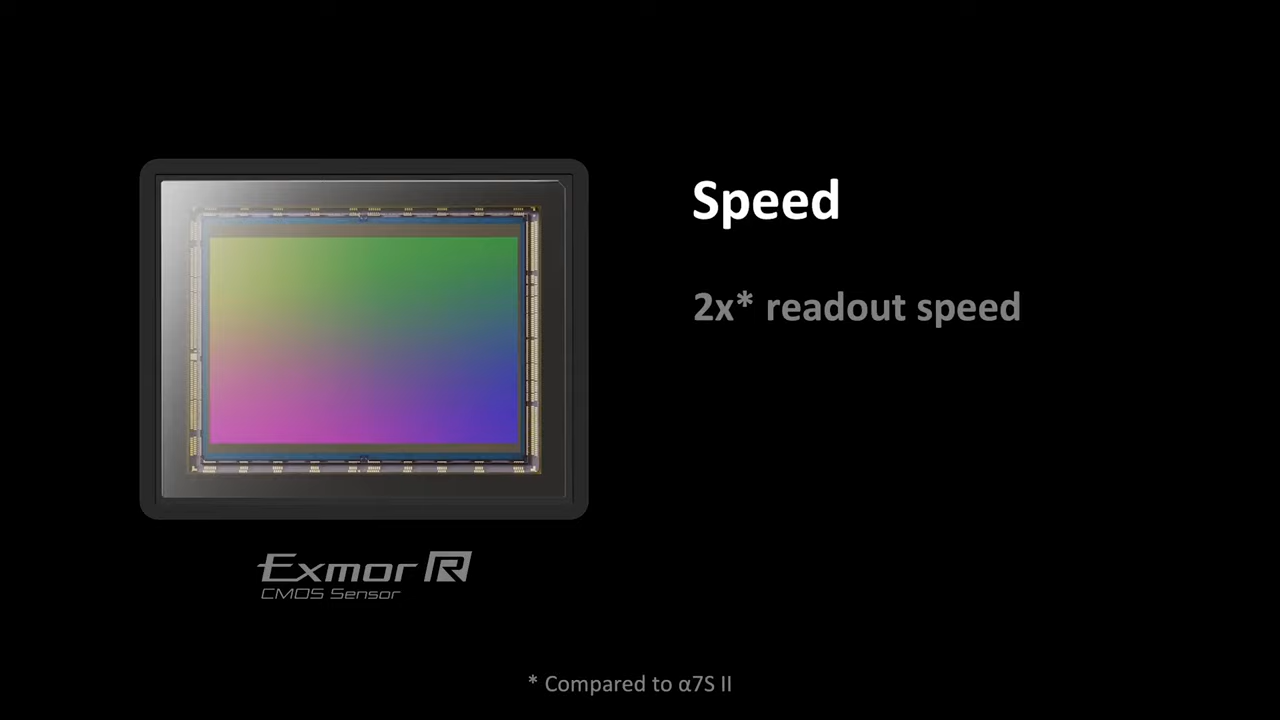 Speed
2x* readout speed
Exmor R
CMOS Sensor
* Compared to α7S II